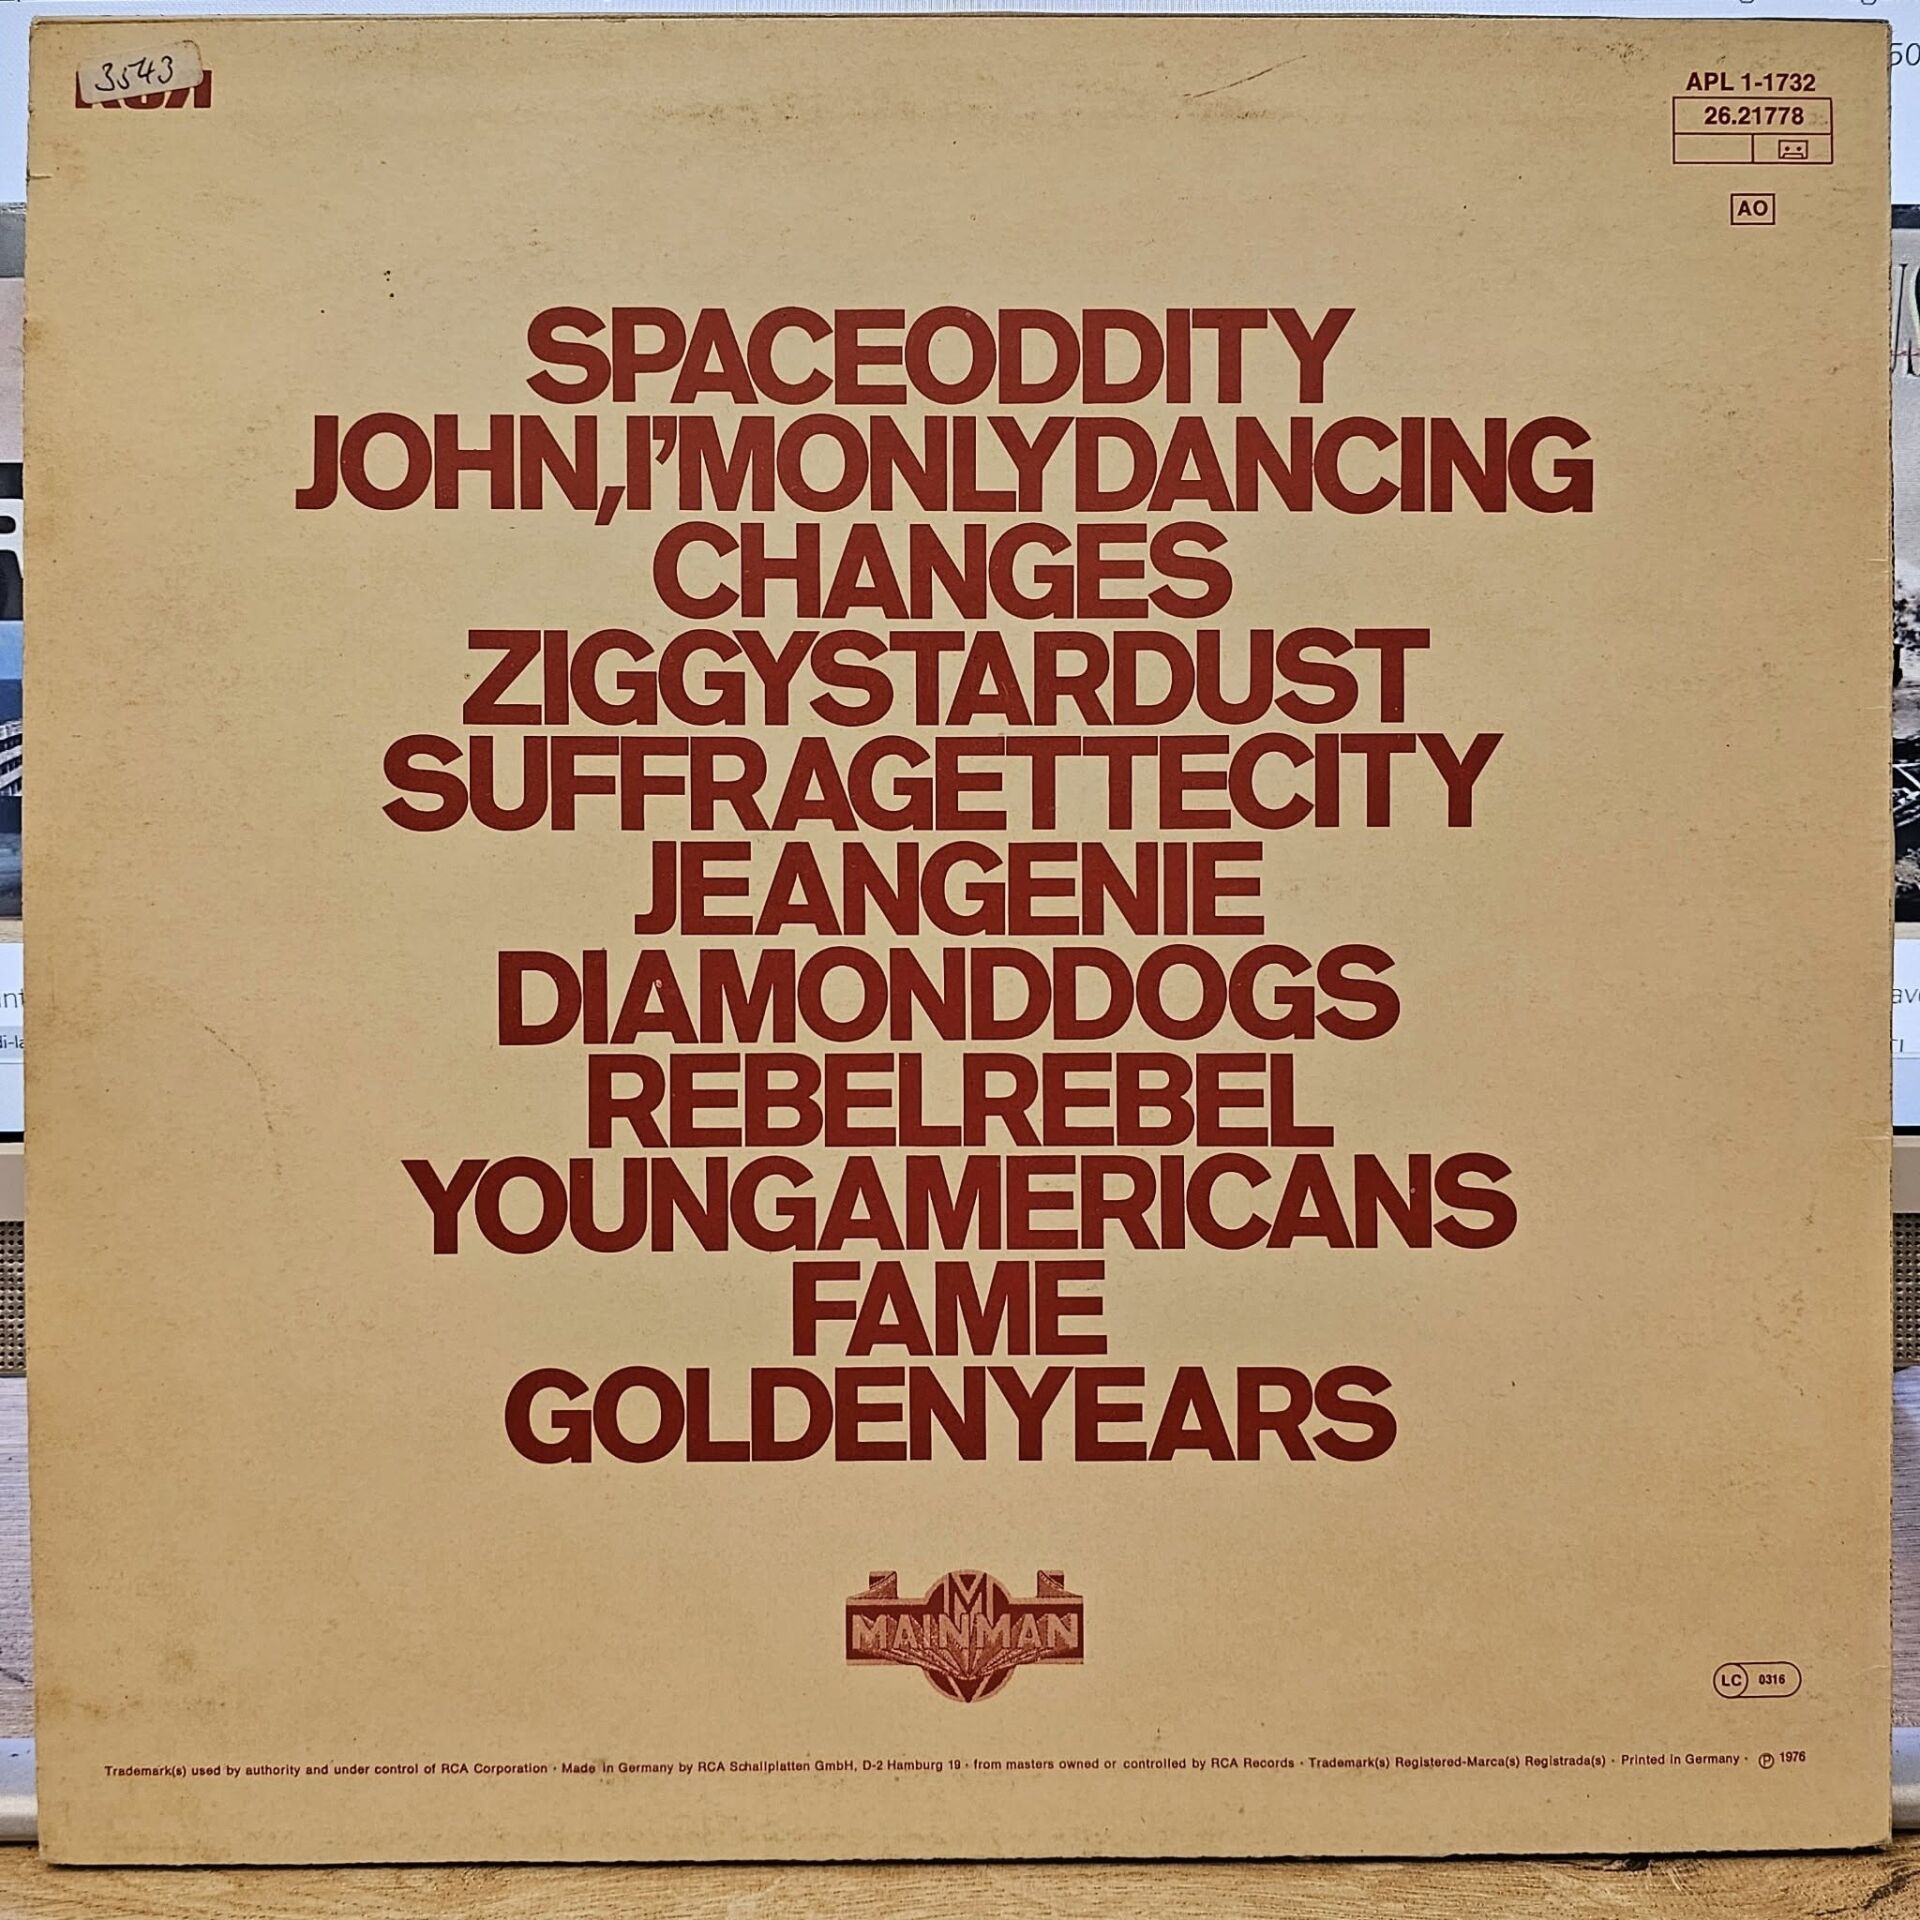 3543
RCA
APL 1-1732
26.21778
AO
SPACEODDITY
JOHN,I'MONLYDANCING
CHANGES
ZIGGYSTARDUST
SUFFRAGETTECITY
JEANGENIE
DIAMONDDOGS
REBELREBEL
YOUNGAMERICANS
FAME
GOLDENYEARS
M
MAINMAN
LC 0316
Trademark(s) used by authority and under control of RCA Corporation · Made in Germany by RCA Schallplatten GmbH, D-2 Hamburg 19 · from masters owned or controlled by RCA Records · Trademark(s) Registered-Marca(s) Registrada(s) · Printed in Germany · ℗ 1976